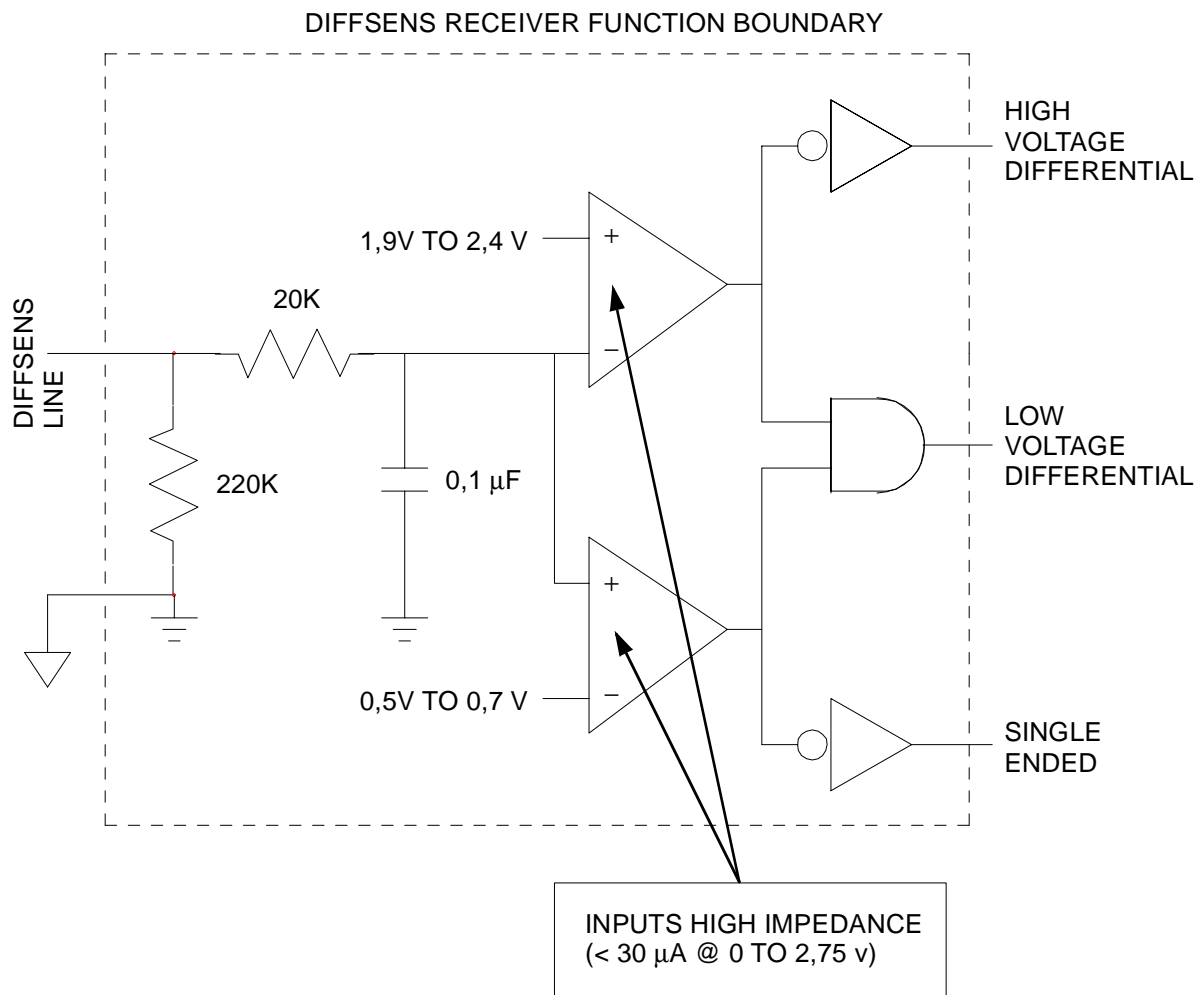 DIFFSENS RECEIVER FUNCTION BOUNDARY
HIGH
VOLTAGE
DIFFERENTIAL
+
1,9V TO 2,4 V
20K
DIFFSENS
LINE
−
LOW
VOLTAGE
DIFFERENTIAL
220K
0,1 μF
+
0,5V TO 0,7 V
−
SINGLE
ENDED
INPUTS HIGH IMPEDANCE
(< 30 μA @ 0 TO 2,75 v)